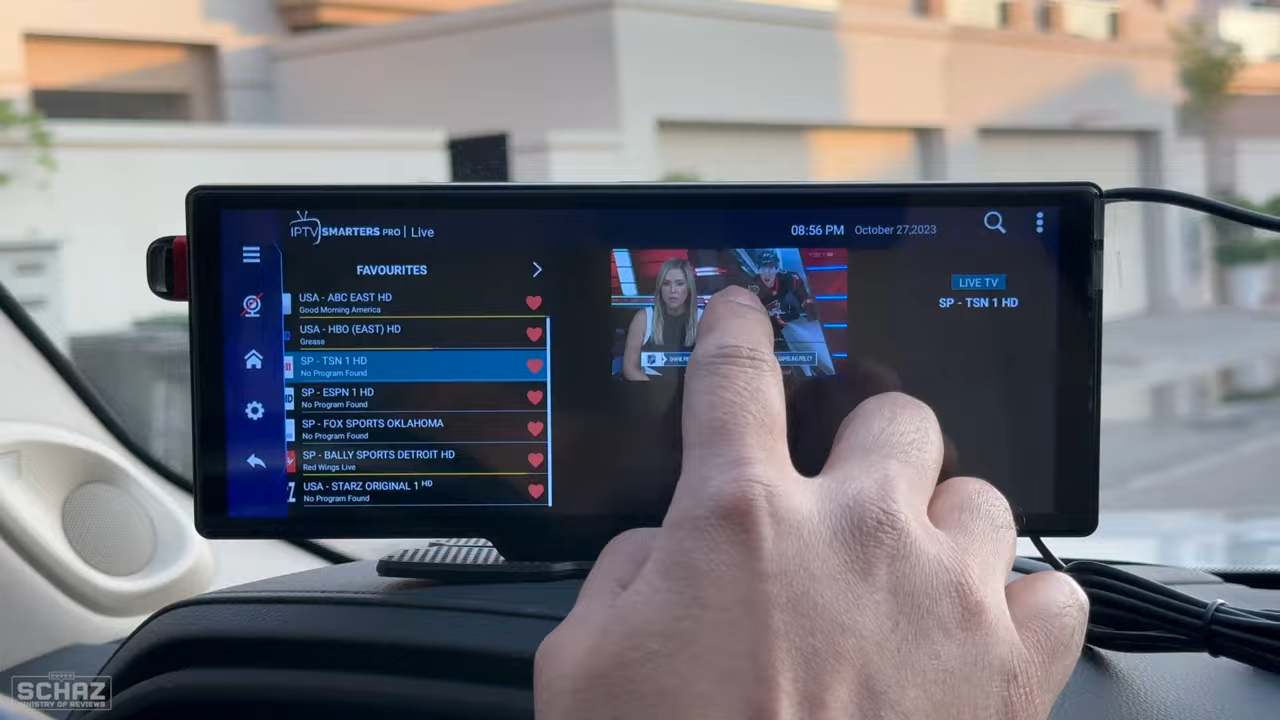 IPTV SMARTERS PRO | Live
08:56 PM October 27,2023
FAVOURITES
USA - ABC EAST HD
Good Morning America
USA - HBO (EAST) HD
Grease
SP - TSN 1 HD
No Program Found
SP - ESPN 1 HD
No Program Found
SP - FOX SPORTS OKLAHOMA
No Program Found
SP - BALLY SPORTS DETROIT HD
Red Wings Live
USA - STARZ ORIGINAL 1 HD
No Program Found
LIVE TV
SP - TSN 1 HD
SCHAZ
MINISTRY OF REVIEWS